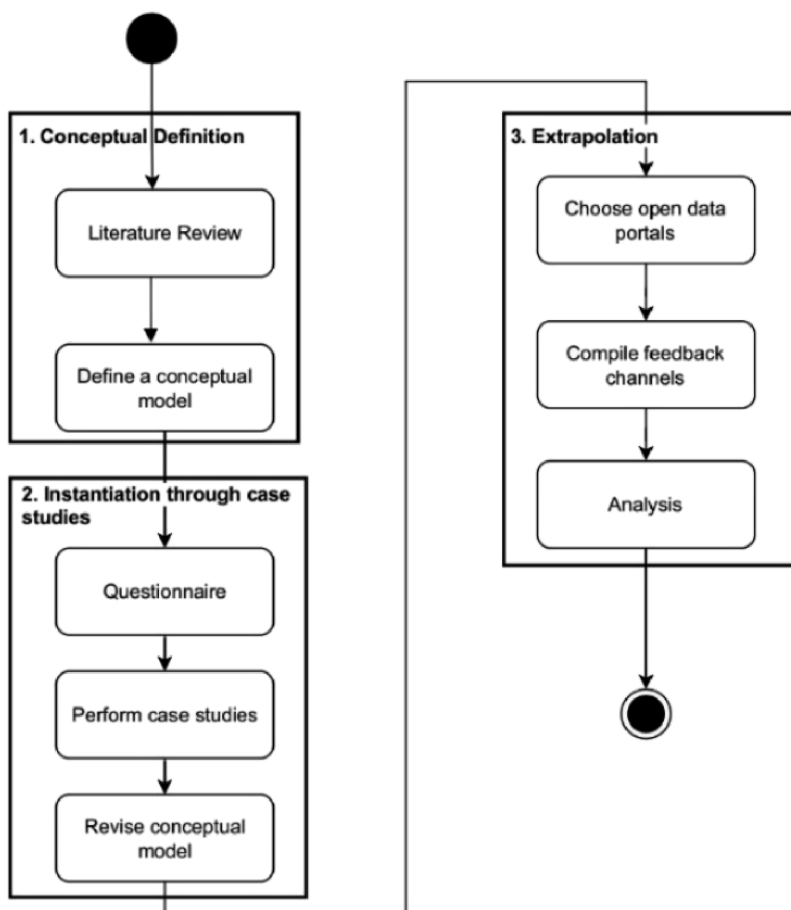 1. Conceptual Definition
Literature Review
Define a conceptual
model
2. Instantiation through case
studies
Questionnaire
Perform case studies
Revise conceptual
model
3. Extrapolation
Choose open data
portals
Compile feedback
channels
Analysis